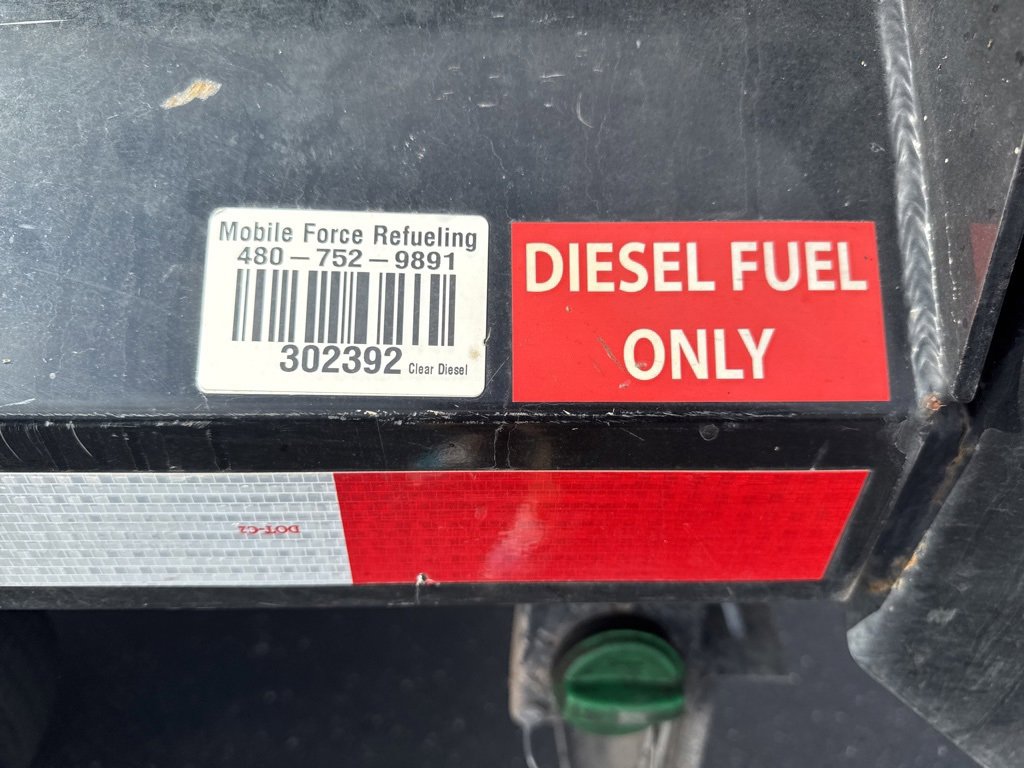 Mobile Force Refueling
480-752-9891
302392 Clear Diesel
DIESEL FUEL
ONLY
DOT-C2